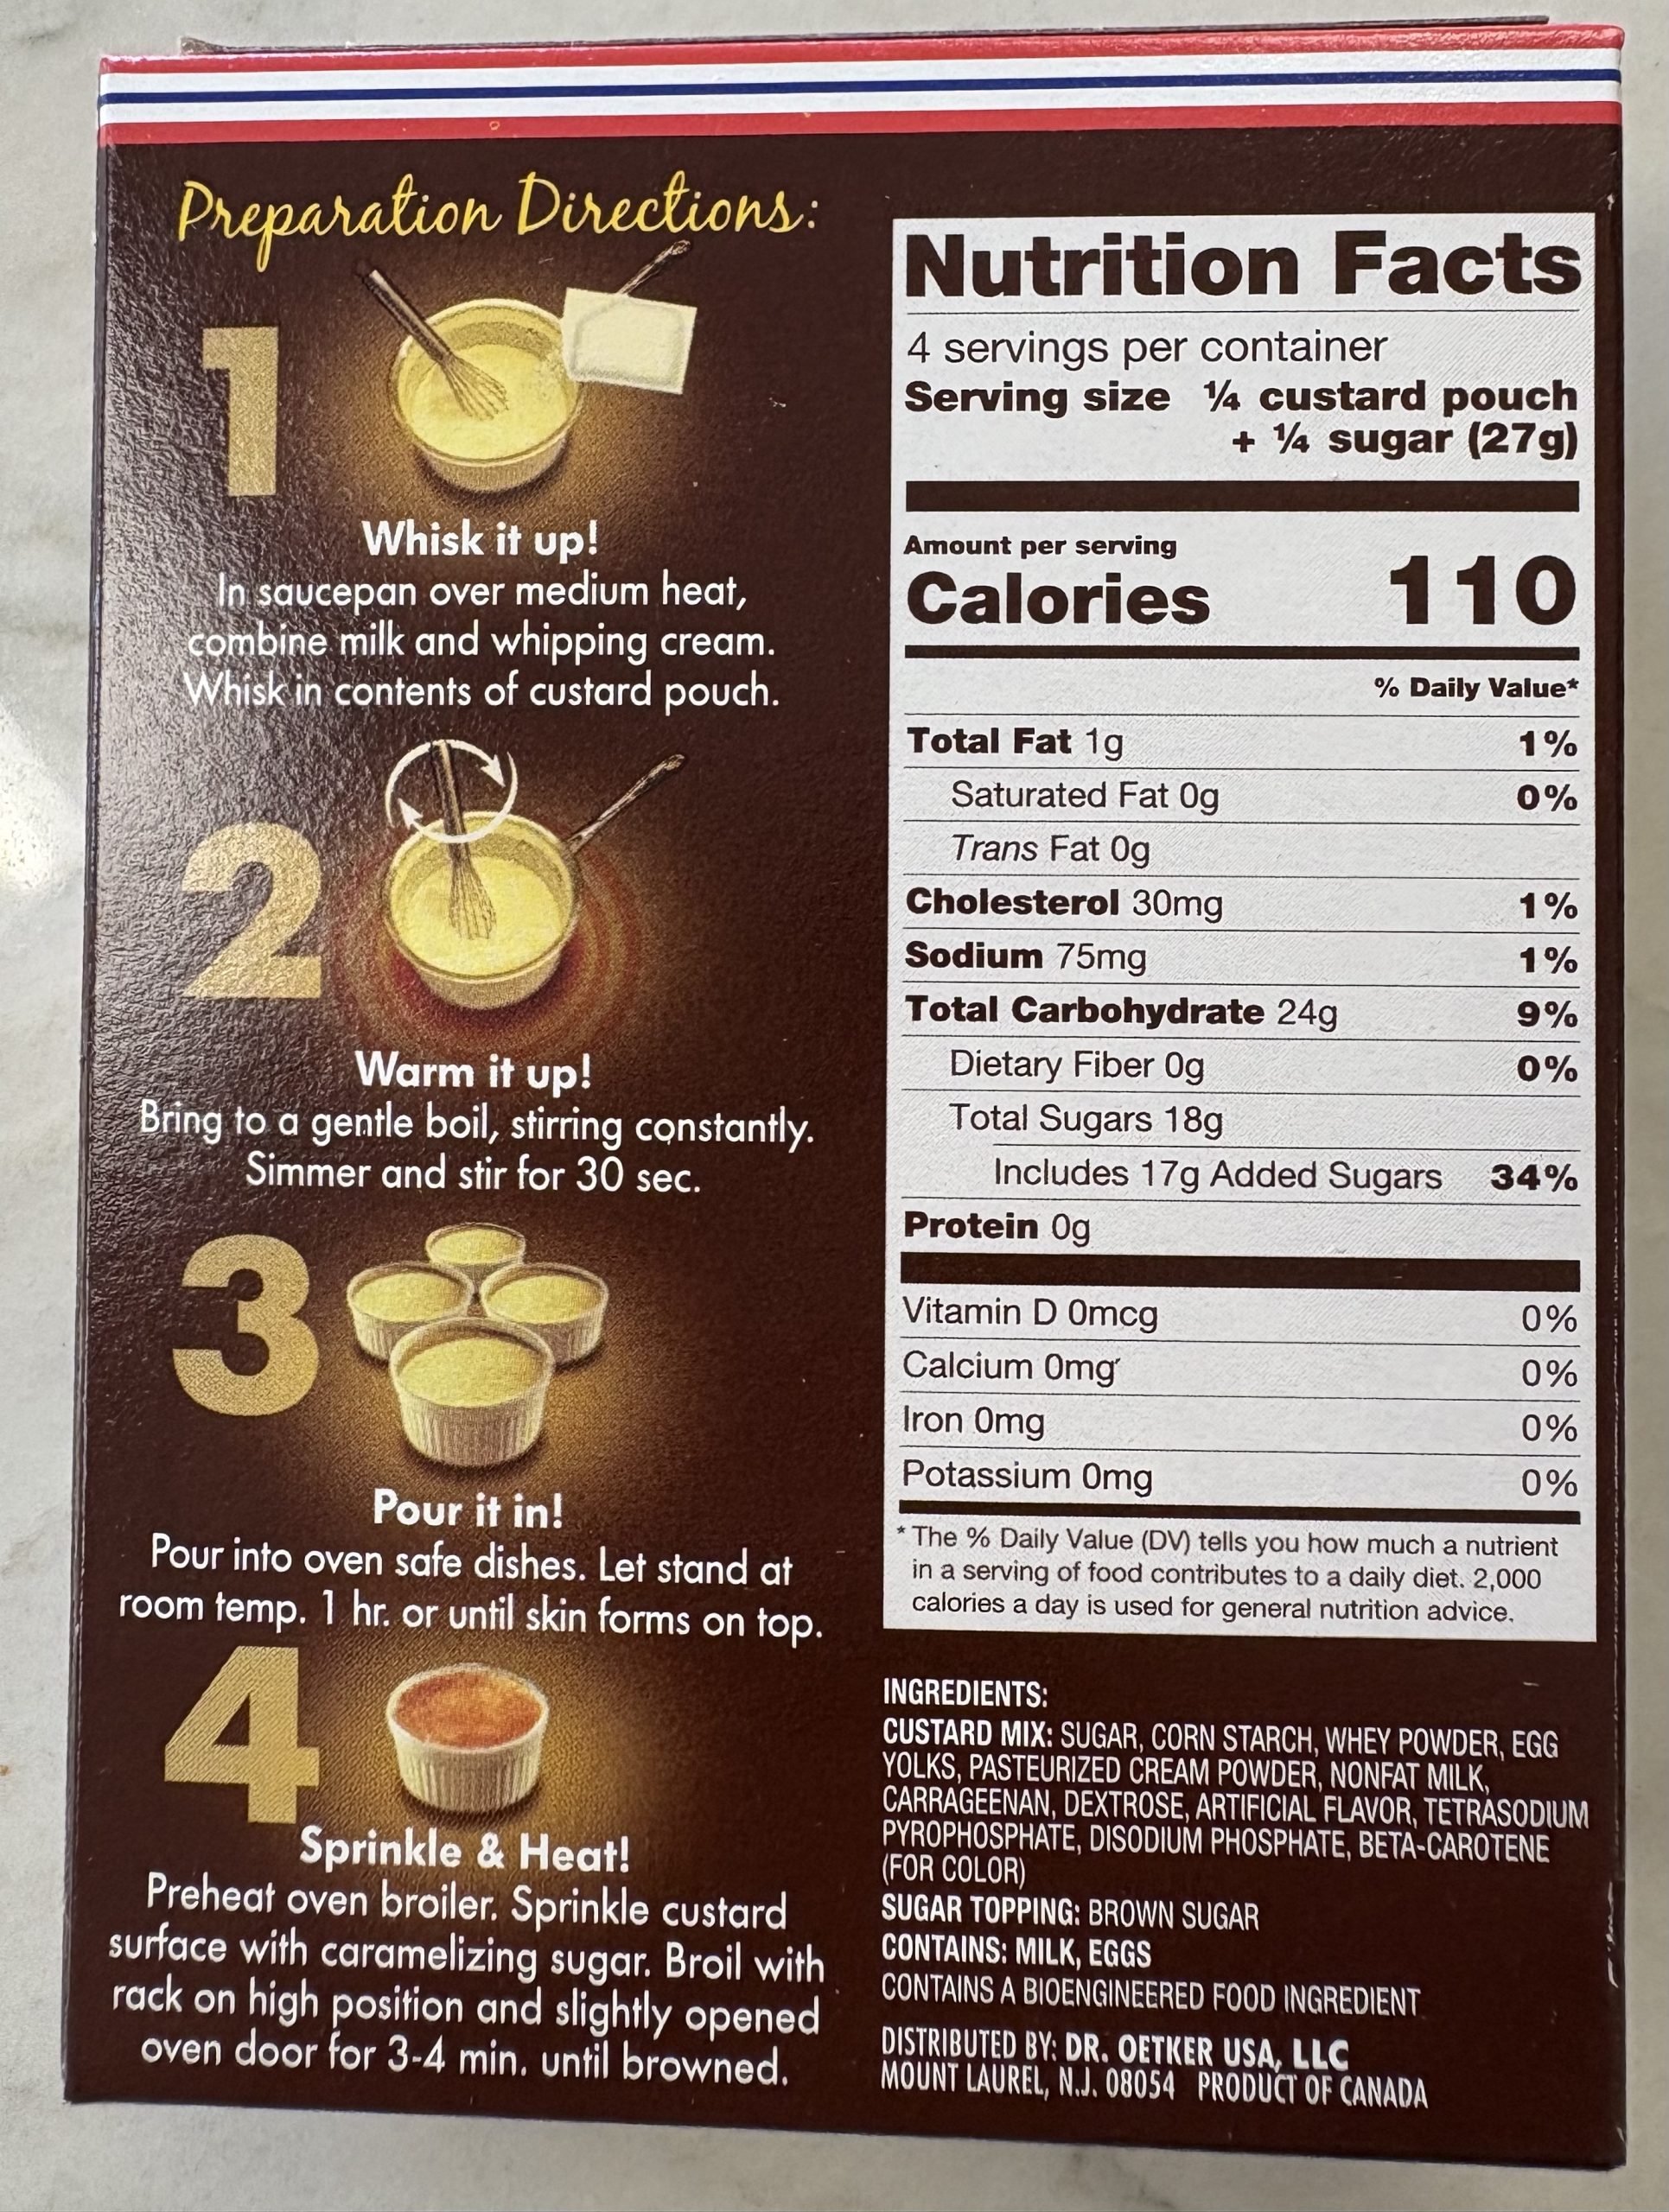 Preparation Directions:
1
Whisk it up!
In saucepan over medium heat,
combine milk and whipping cream.
Whisk in contents of custard pouch.
2
Warm it up!
Bring to a gentle boil, stirring constantly.
Simmer and stir for 30 sec.
3
Pour it in!
Pour into oven safe dishes. Let stand at
room temp. 1 hr. or until skin forms on top.
4
Sprinkle & Heat!
Preheat oven broiler. Sprinkle custard
surface with caramelizing sugar. Broil with
rack on high position and slightly opened
oven door for 3-4 min. until browned.
Nutrition Facts
4 servings per container
Serving size ¼ custard pouch
+ ¼ sugar (27g)
Amount per serving
Calories 110
% Daily Value*
Total Fat 1g 1%
Saturated Fat 0g 0%
Trans Fat 0g
Cholesterol 30mg 1%
Sodium 75mg 1%
Total Carbohydrate 24g 9%
Dietary Fiber 0g 0%
Total Sugars 18g
Includes 17g Added Sugars 34%
Protein 0g
Vitamin D 0mcg 0%
Calcium 0mg 0%
Iron 0mg 0%
Potassium 0mg 0%
* The % Daily Value (DV) tells you how much a nutrient
in a serving of food contributes to a daily diet. 2,000
calories a day is used for general nutrition advice.
INGREDIENTS:
CUSTARD MIX: SUGAR, CORN STARCH, WHEY POWDER, EGG
YOLKS, PASTEURIZED CREAM POWDER, NONFAT MILK,
CARRAGEENAN, DEXTROSE, ARTIFICIAL FLAVOR, TETRASODIUM
PYROPHOSPHATE, DISODIUM PHOSPHATE, BETA-CAROTENE
(FOR COLOR)
SUGAR TOPPING: BROWN SUGAR
CONTAINS: MILK, EGGS
CONTAINS A BIOENGINEERED FOOD INGREDIENT
DISTRIBUTED BY: DR. OETKER USA, LLC
MOUNT LAUREL, N.J. 08054 PRODUCT OF CANADA